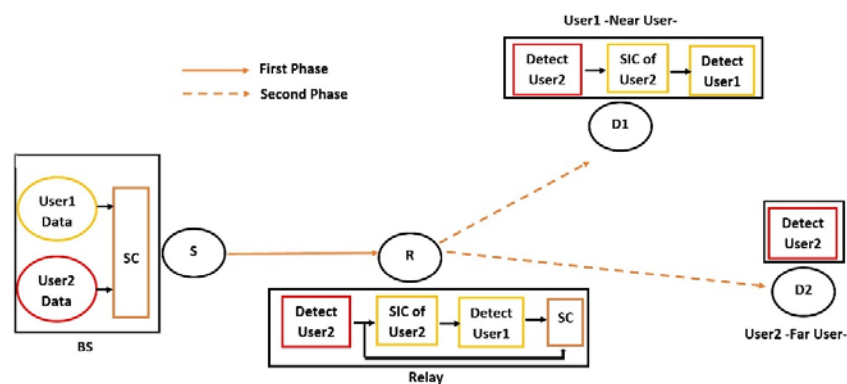 User1 -Near User-
Detect
User2
SIC of
User2
Detect
User1
First Phase
Second Phase
D1
User1
Data
SC
User2
Data
BS
S
R
Detect
User2
D2
User2 -Far User-
Detect
User2
SIC of
User2
Detect
User1
SC
Relay